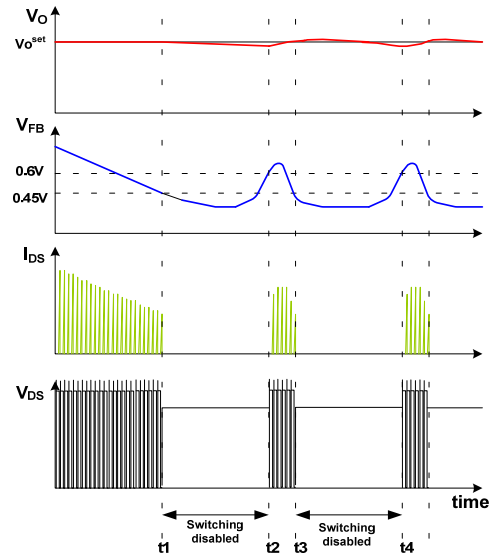 VO
Voset
VFB
0.6V
0.45V
IDS
VDS
time
Switching disabled
Switching disabled
t1
t2
t3
t4